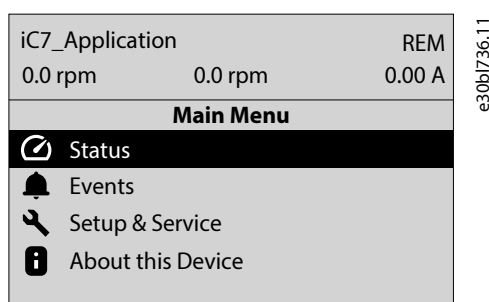 iC7_Application REM
0.0 rpm 0.0 rpm 0.00 A
Main Menu
Status
Events
Setup & Service
About this Device
e30bl736.11